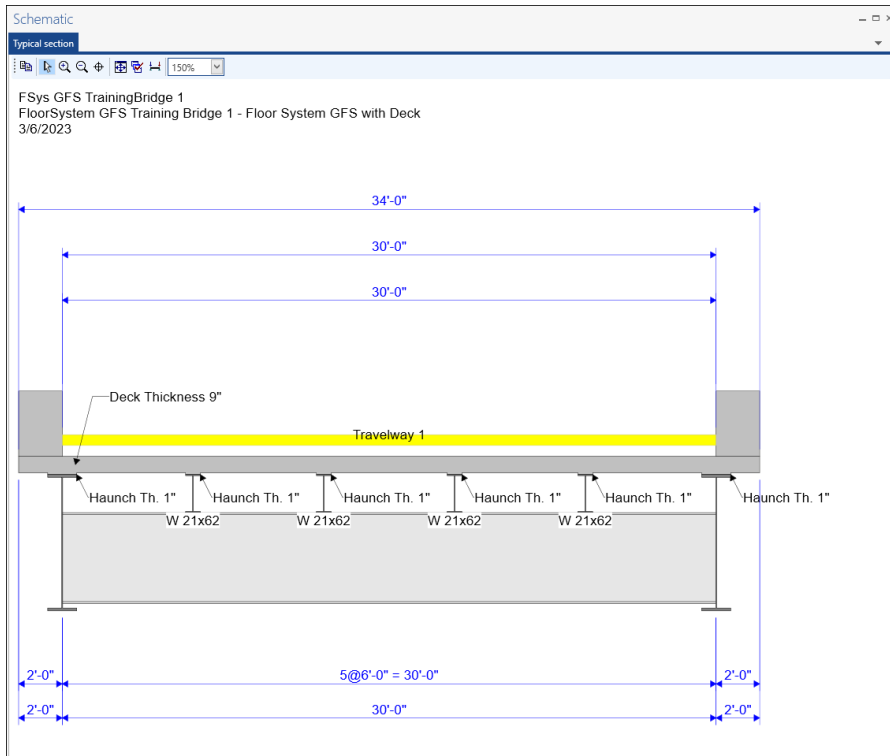 Schematic
Typical section
150%
FSys GFS TrainingBridge 1
FloorSystem GFS Training Bridge 1 - Floor System GFS with Deck
3/6/2023
34'-0"
30'-0"
30'-0"
Deck Thickness 9"
Travelway 1
Haunch Th. 1" Haunch Th. 1" Haunch Th. 1" Haunch Th. 1" Haunch Th. 1" Haunch Th. 1"
W 21x62 W 21x62 W 21x62 W 21x62
2'-0" 5@6'-0" = 30'-0" 2'-0"
2'-0" 30'-0" 2'-0"